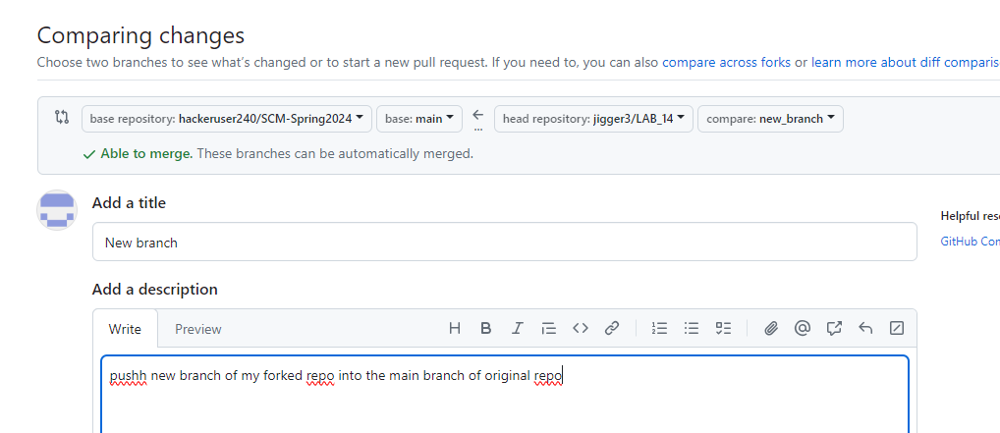 Comparing changes
Choose two branches to see what's changed or to start a new pull request. If you need to, you can also compare across forks or learn more about diff comparis
base repository: hackeruser240/SCM-Spring2024 base: main ... head repository: jigger3/LAB_14 compare: new_branch
Able to merge. These branches can be automatically merged.
Add a title
Helpful res
New branch
GitHub Con
Add a description
Write Preview H B I
pushh new branch of my forked repo into the main branch of original repo